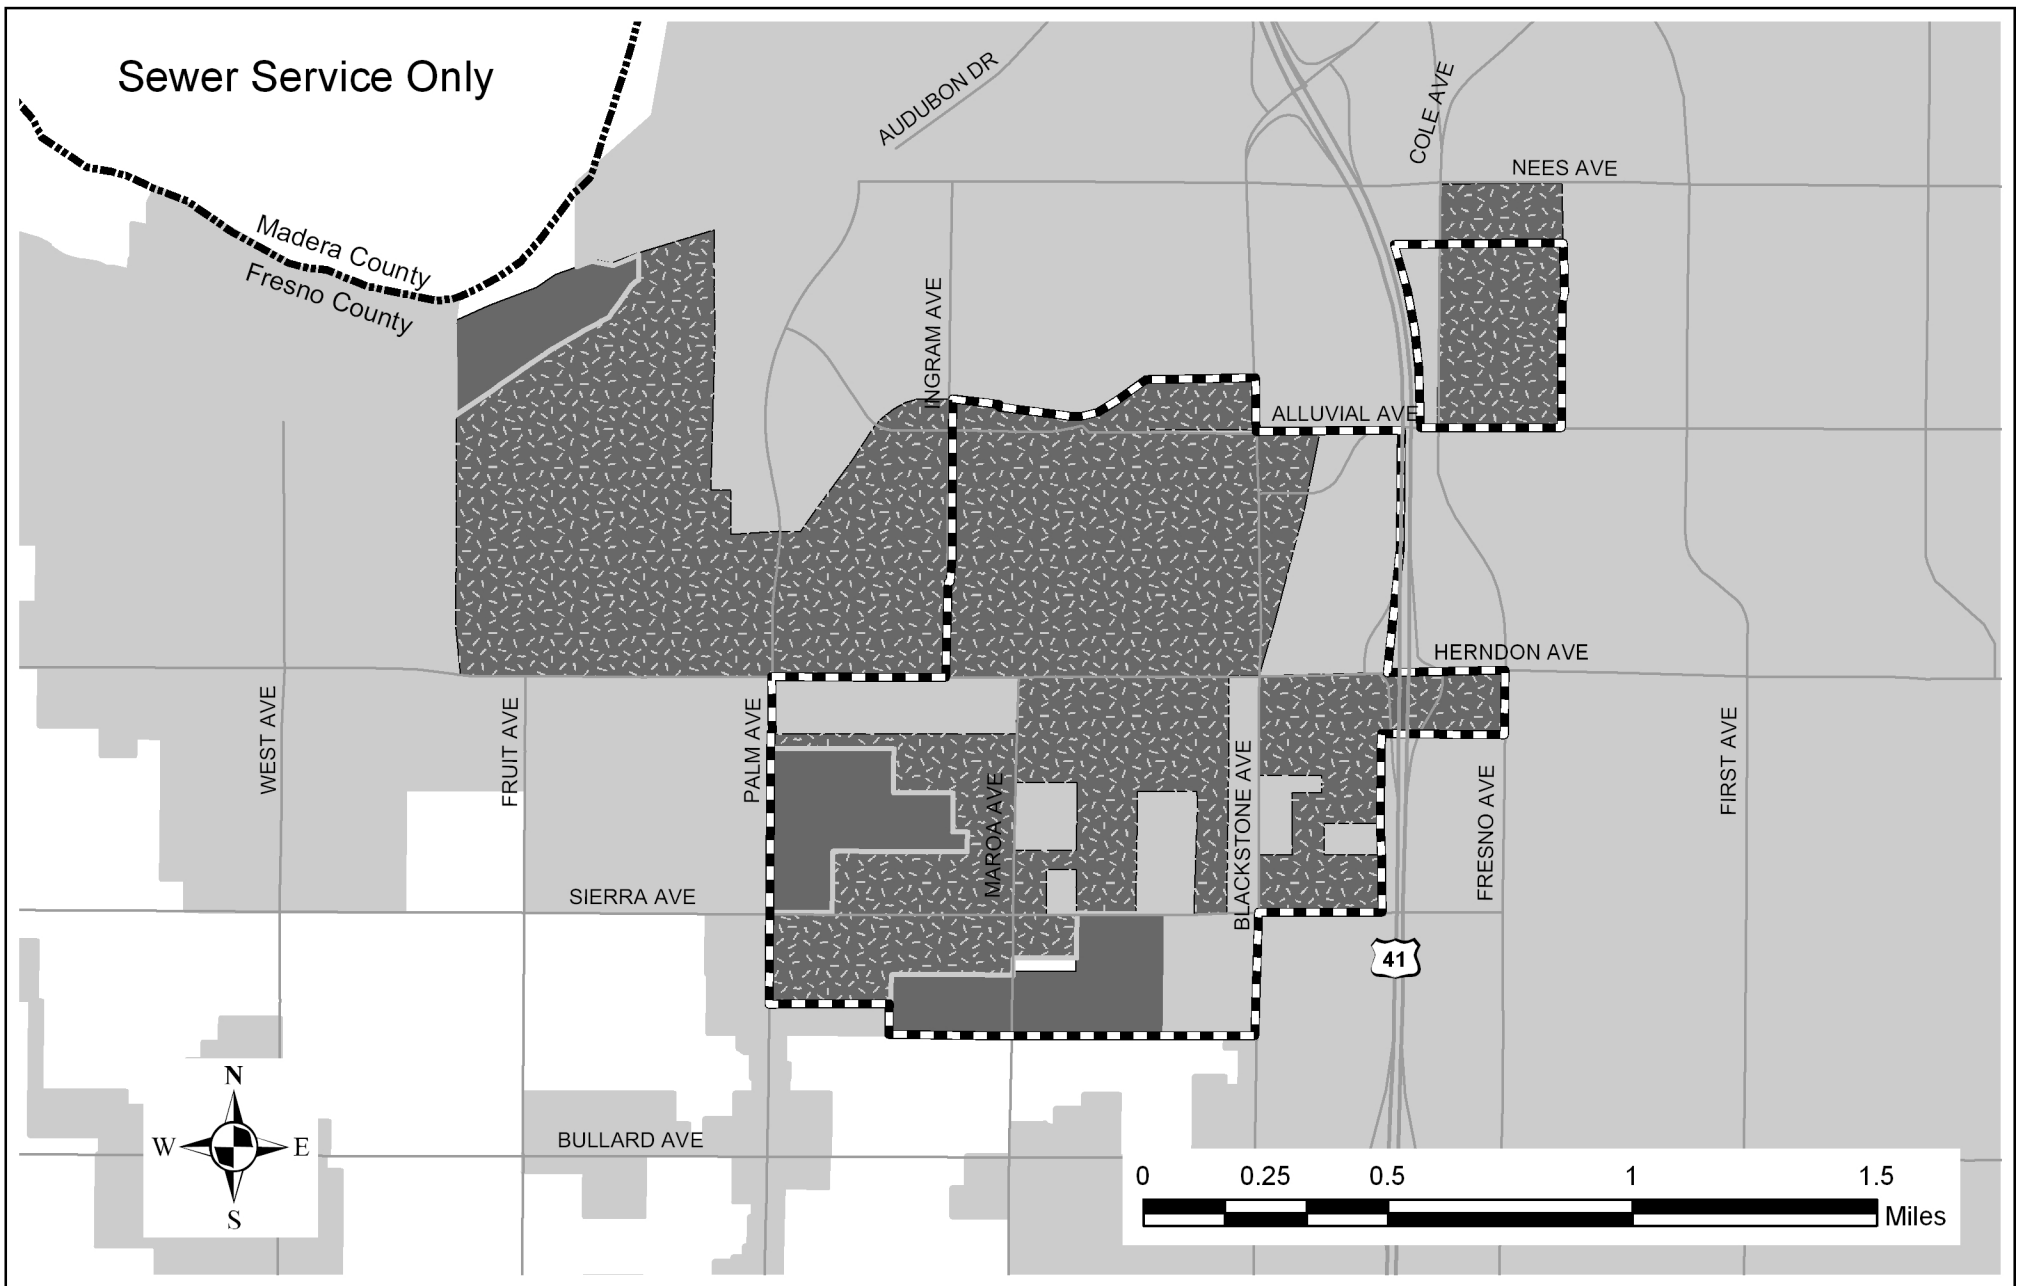 Sewer Service Only
AUDUBON DR
COLE AVE
NEES AVE
Madera County
Fresno County
INGRAM AVE
ALLUVIAL AVE
HERNDON AVE
WEST AVE
FRUIT AVE
PALM AVE
MAROA AVE
BLACKSTONE AVE
FRESNO AVE
FIRST AVE
SIERRA AVE
41
BULLARD AVE
N
W E
S
0 0.25 0.5 1 1.5
Miles